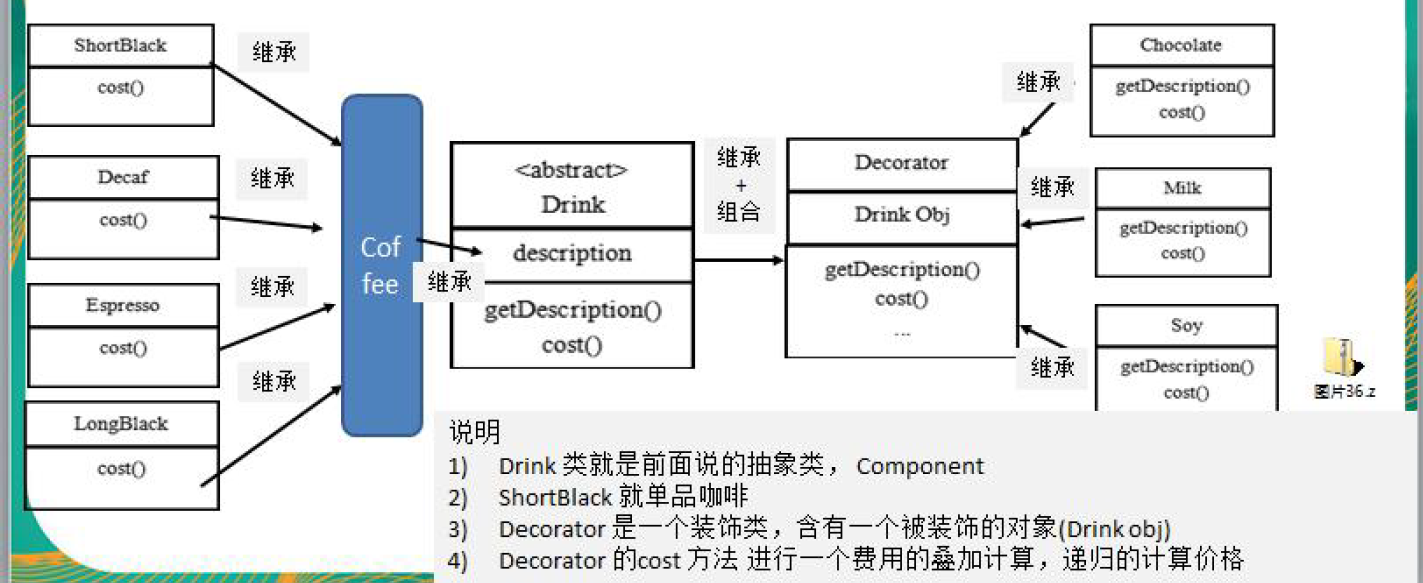 ShortBlack
cost()
继承
Decaf
cost()
继承
Espresso
cost()
继承
LongBlack
cost()
继承
Cof
fee
继承
<abstract>
Drink
description
getDescription()
cost()
继承
+
组合
Decorator
Drink Obj
getDescription()
cost()
...
继承
Chocolate
getDescription()
cost()
继承
Milk
getDescription()
cost()
继承
Soy
getDescription()
cost()
图片36.z
说明
1) Drink 类就是前面说的抽象类， Component
2) ShortBlack 就单品咖啡
3) Decorator 是一个装饰类，含有一个被装饰的对象(Drink obj)
4) Decorator 的cost 方法 进行一个费用的叠加计算，递归的计算价格